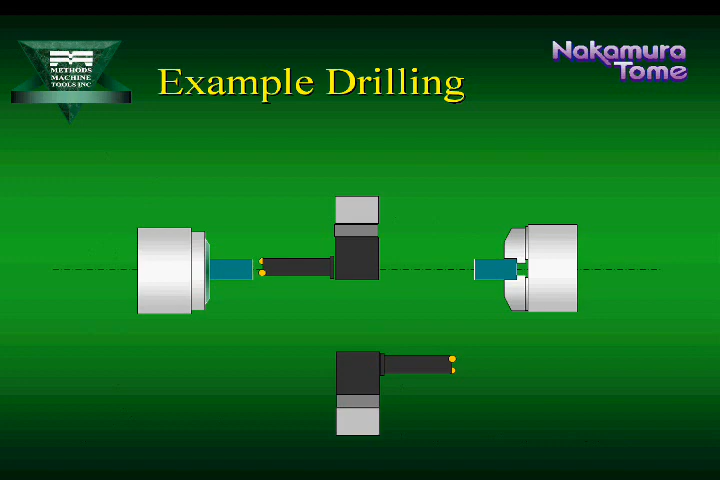 METHODS
MACHINE
TOOLS INC
Example Drilling
Nakamura
Tome